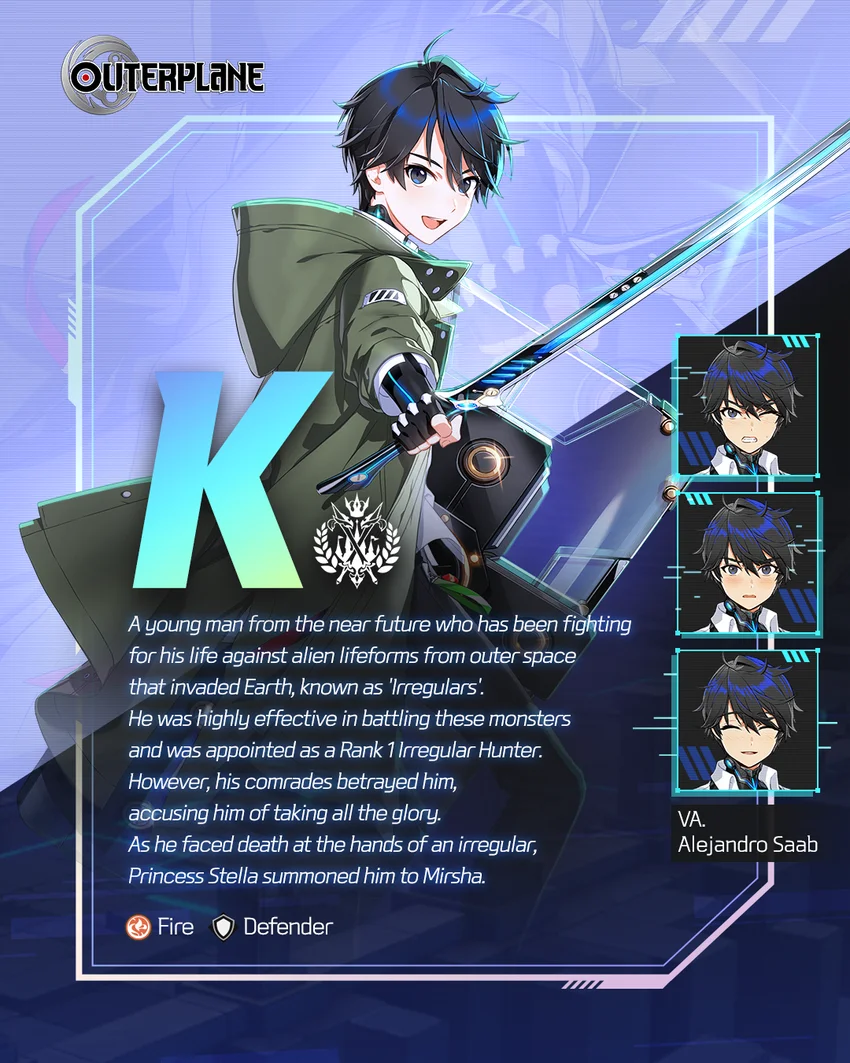 OUTERPLANE
K
A young man from the near future who has been fighting
for his life against alien lifeforms from outer space
that invaded Earth, known as 'Irregulars'.
He was highly effective in battling these monsters
and was appointed as a Rank 1 Irregular Hunter.
However, his comrades betrayed him,
accusing him of taking all the glory.
As he faced death at the hands of an irregular,
Princess Stella summoned him to Mirsha.
Fire Defender
VA.
Alejandro Saab